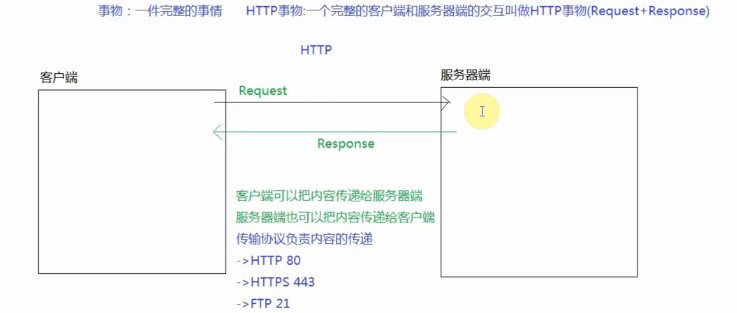 事物：一件完整的事情 HTTP事物:一个完整的客户端和服务器端的交互叫做HTTP事物(Request+Response)
HTTP
客户端
服务器端
Request
Response
客户端可以把内容传递给服务器端
服务器端也可以把内容传递给客户端
传输协议负责内容的传递
->HTTP 80
->HTTPS 443
->FTP 21